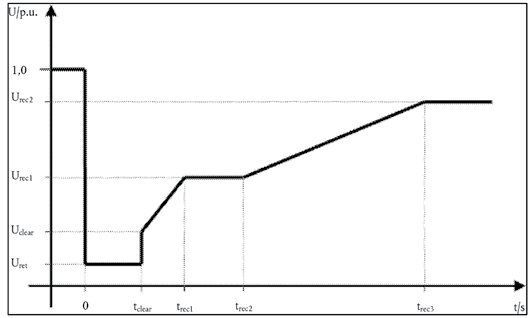 U/p.u.
1,0
Urec2
Urec1
Uclear
Uret
0 tclear trec1 trec2 trec3 t/s